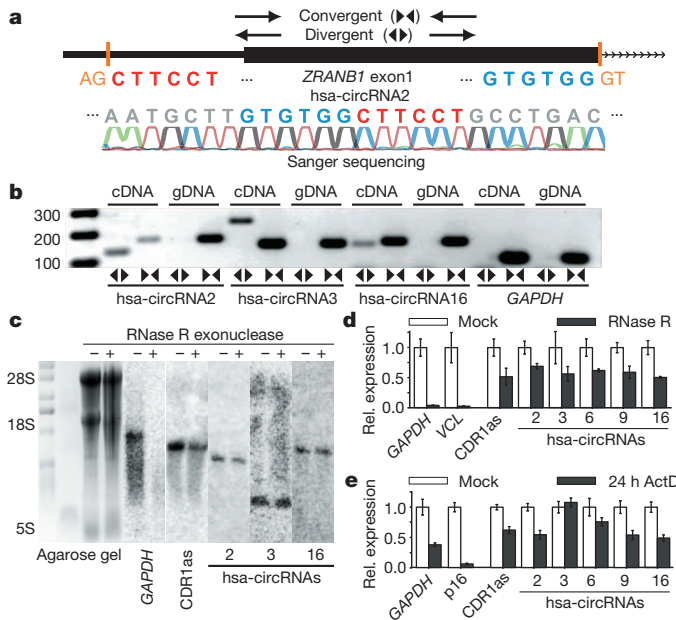 a
Convergent (▶◀)
Divergent (◀▶)
AG CTTCCT ... ZRANB1 exon1 ... GTGTGG GT
hsa-circRNA2
... AATGCTTGTGTGGCTTCCTGCCTGAC ...
Sanger sequencing
b
cDNA gDNA cDNA gDNA cDNA gDNA cDNA gDNA
300
200
100
◀▶ ▶◀ ◀▶ ▶◀ ◀▶ ▶◀ ◀▶ ▶◀ ◀▶ ▶◀ ◀▶ ▶◀ ◀▶ ▶◀ ◀▶ ▶◀
hsa-circRNA2 hsa-circRNA3 hsa-circRNA16 GAPDH
c
RNase R exonuclease
– + – + – + – + – + – +
28S
18S
5S
Agarose gel GAPDH CDR1as 2 3 16
hsa-circRNAs
d
Mock RNase R
Rel. expression
1.0
0.5
0.0
GAPDH VCL CDR1as 2 3 6 9 16
hsa-circRNAs
e
Mock 24 h ActD
Rel. expression
1.0
0.5
0.0
GAPDH p16 CDR1as 2 3 6 9 16
hsa-circRNAs